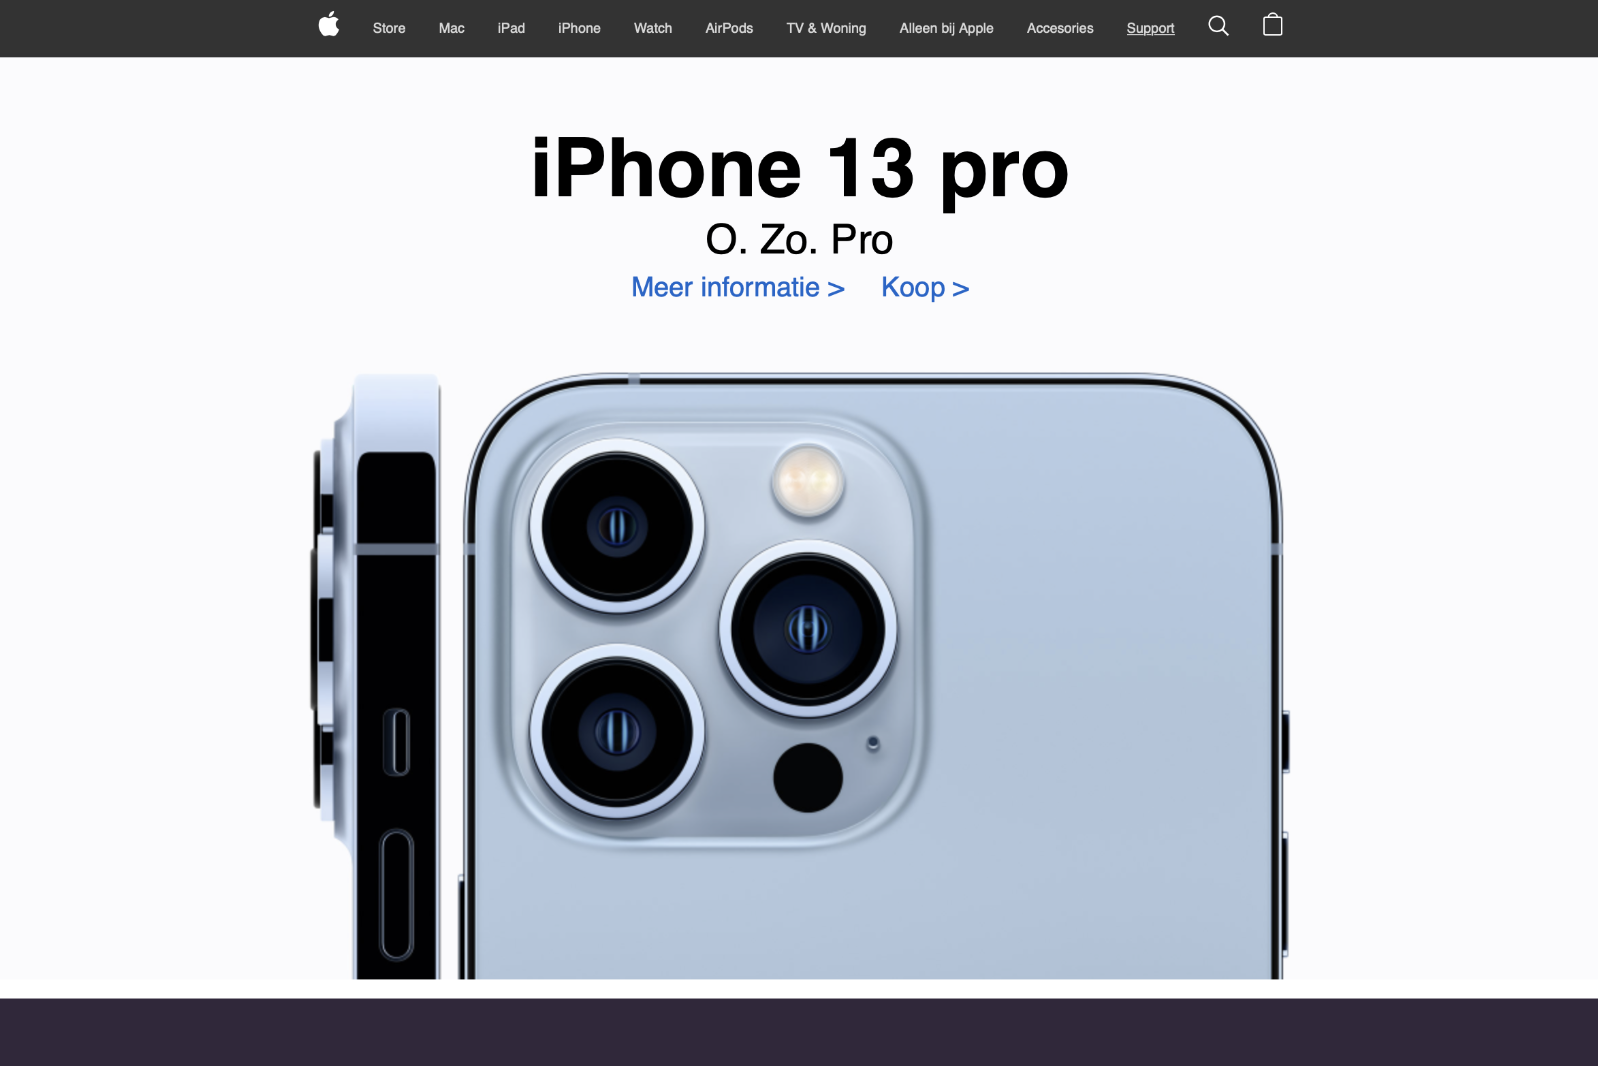 Store Mac iPad iPhone Watch AirPods TV & Woning Alleen bij Apple Accesories Support
iPhone 13 pro
O. Zo. Pro
Meer informatie > Koop >